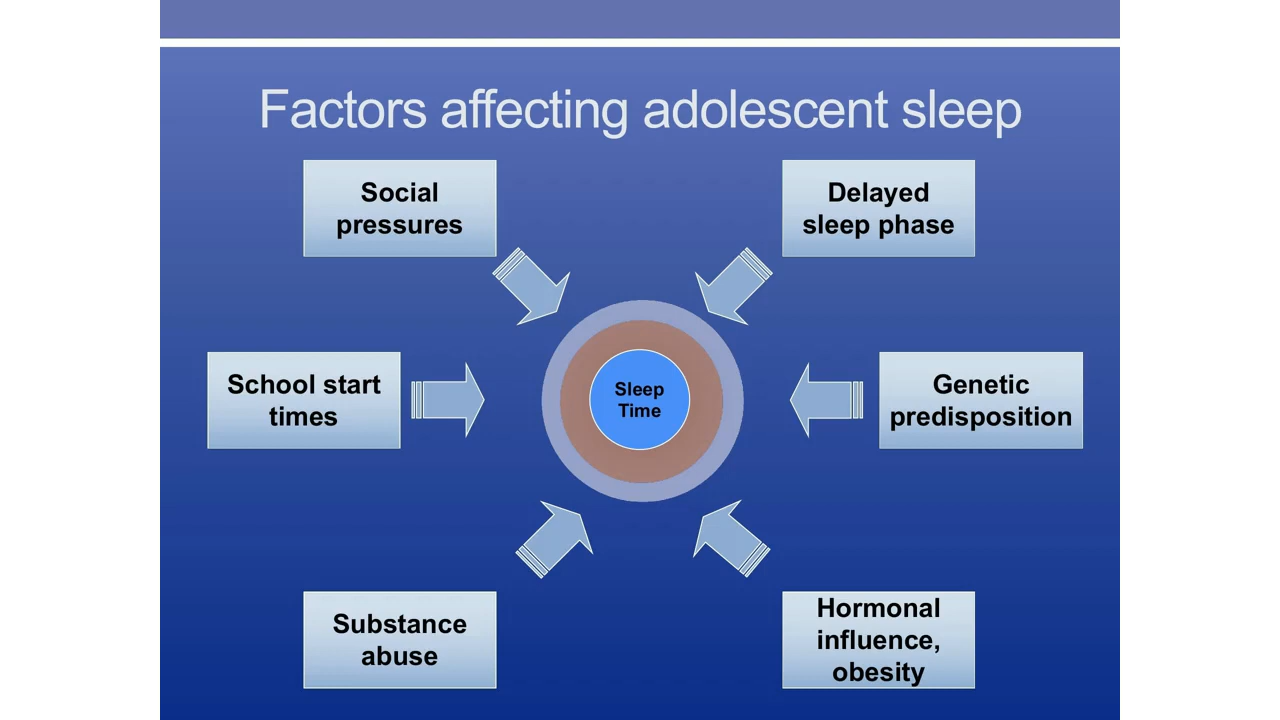 Factors affecting adolescent sleep
Social
pressures
Delayed
sleep phase
School start
times
Sleep
Time
Genetic
predisposition
Substance
abuse
Hormonal
influence,
obesity